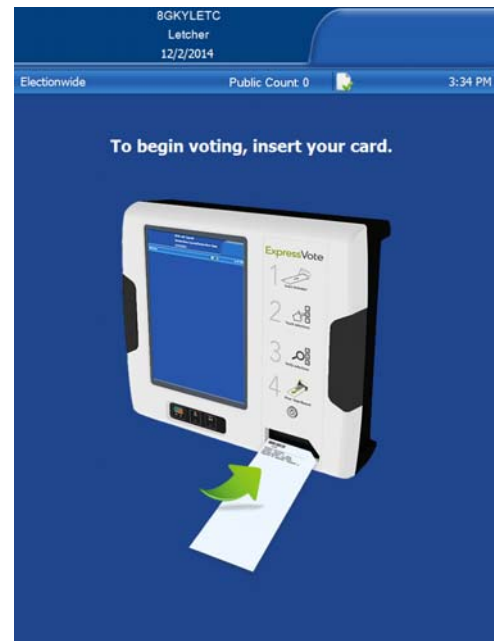 8GKYLETC
Letcher
12/2/2014
Electionwide Public Count: 0 3:34 PM
To begin voting, insert your card.
ExpressVote
1
2
3
4